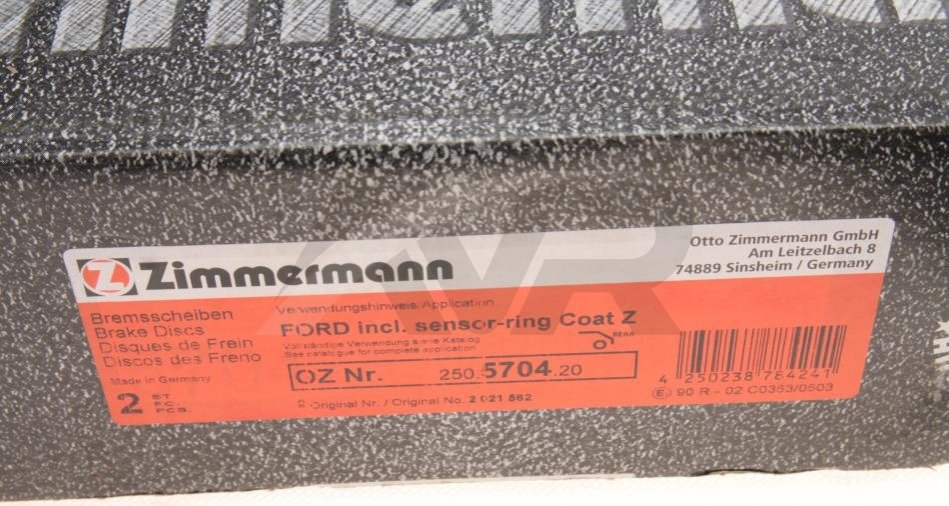 Zimmermann
Otto Zimmermann GmbH
Am Leitzelbach 8
74889 Sinsheim / Germany
Bremsscheiben
Brake Discs
Disques de Frein
Discos des Freno
Made in Germany
2 ST
PC.
PCS.
Verwendungshinweis/Application
FORD incl. sensor-ring Coat Z
Vollständige Verwendung siehe Katalog
See catalogue for complete application
REAR
OZ Nr. 250.5704.20
Original Nr. / Original No. 2 021 562
4 250238 784241
E 90 R - 02 C0353/0503
AVR